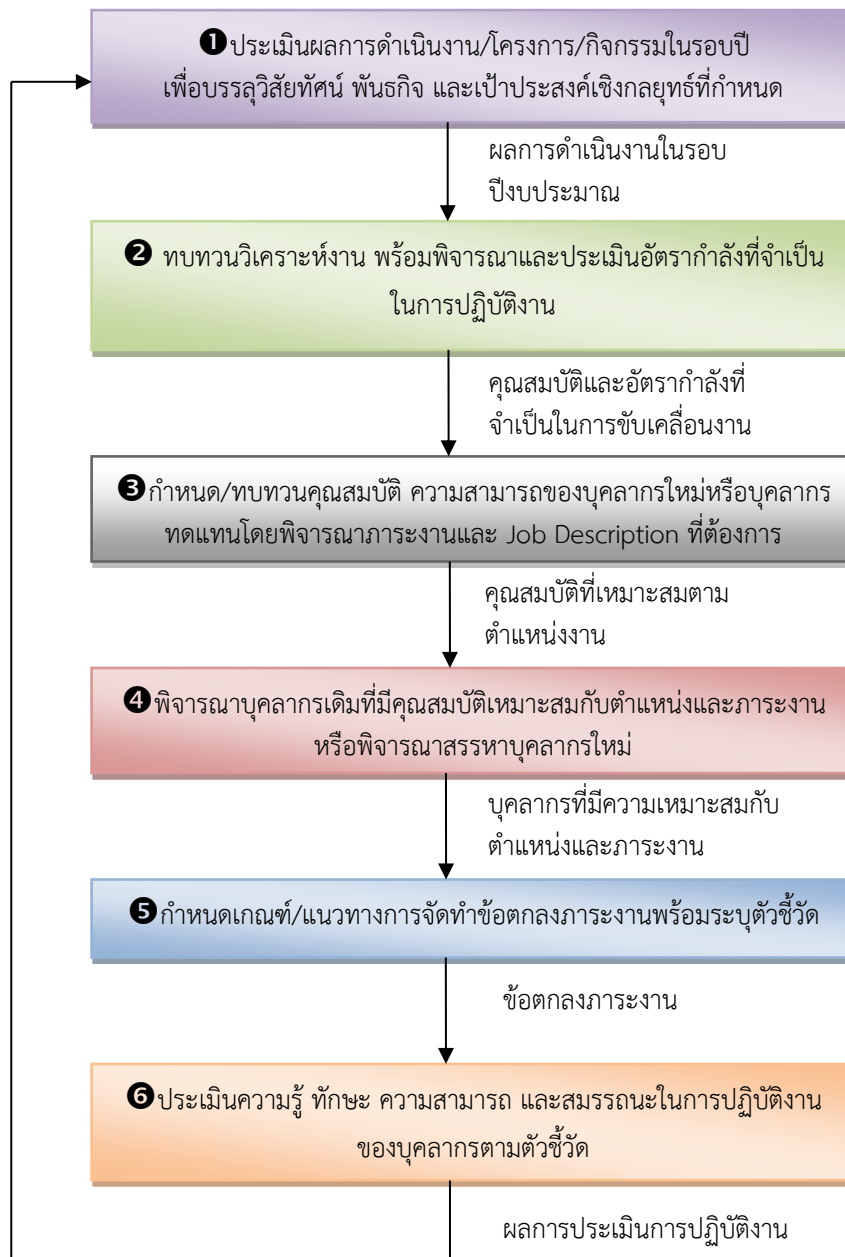 ❶ประเมินผลการดำเนินงาน/โครงการ/กิจกรรมในรอบปี
เพื่อบรรลุวิสัยทัศน์ พันธกิจ และเป้าประสงค์เชิงกลยุทธ์ที่กำหนด
ผลการดำเนินงานในรอบ
ปีงบประมาณ
❷ ทบทวนวิเคราะห์งาน พร้อมพิจารณาและประเมินอัตรากำลังที่จำเป็น
ในการปฏิบัติงาน
คุณสมบัติและอัตรากำลังที่
จำเป็นในการขับเคลื่อนงาน
❸กำหนด/ทบทวนคุณสมบัติ ความสามารถของบุคลากรใหม่หรือบุคลากร
ทดแทนโดยพิจารณาภาระงานและ Job Description ที่ต้องการ
คุณสมบัติที่เหมาะสมตาม
ตำแหน่งงาน
❹พิจารณาบุคลากรเดิมที่มีคุณสมบัติเหมาะสมกับตำแหน่งและภาระงาน
หรือพิจารณาสรรหาบุคลากรใหม่
บุคลากรที่มีความเหมาะสมกับ
ตำแหน่งและภาระงาน
❺กำหนดเกณฑ์/แนวทางการจัดทำข้อตกลงภาระงานพร้อมระบุตัวชี้วัด
ข้อตกลงภาระงาน
❻ประเมินความรู้ ทักษะ ความสามารถ และสมรรถนะในการปฏิบัติงาน
ของบุคลากรตามตัวชี้วัด
ผลการประเมินการปฏิบัติงาน